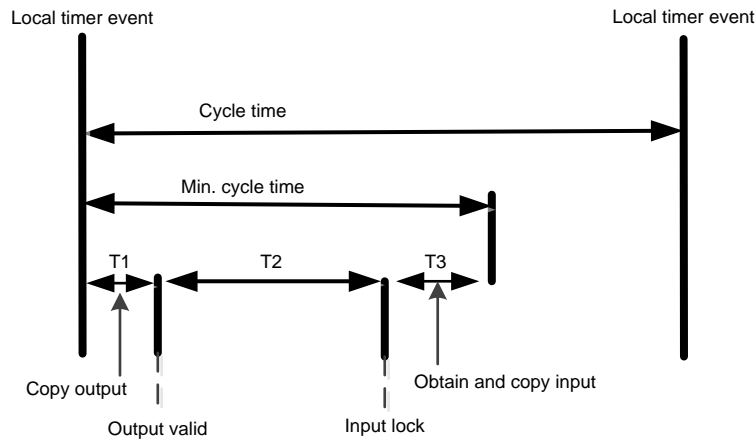 Local timer event
Local timer event
Cycle time
Min. cycle time
T1
T2
T3
Copy output
Obtain and copy input
Output valid
Input lock